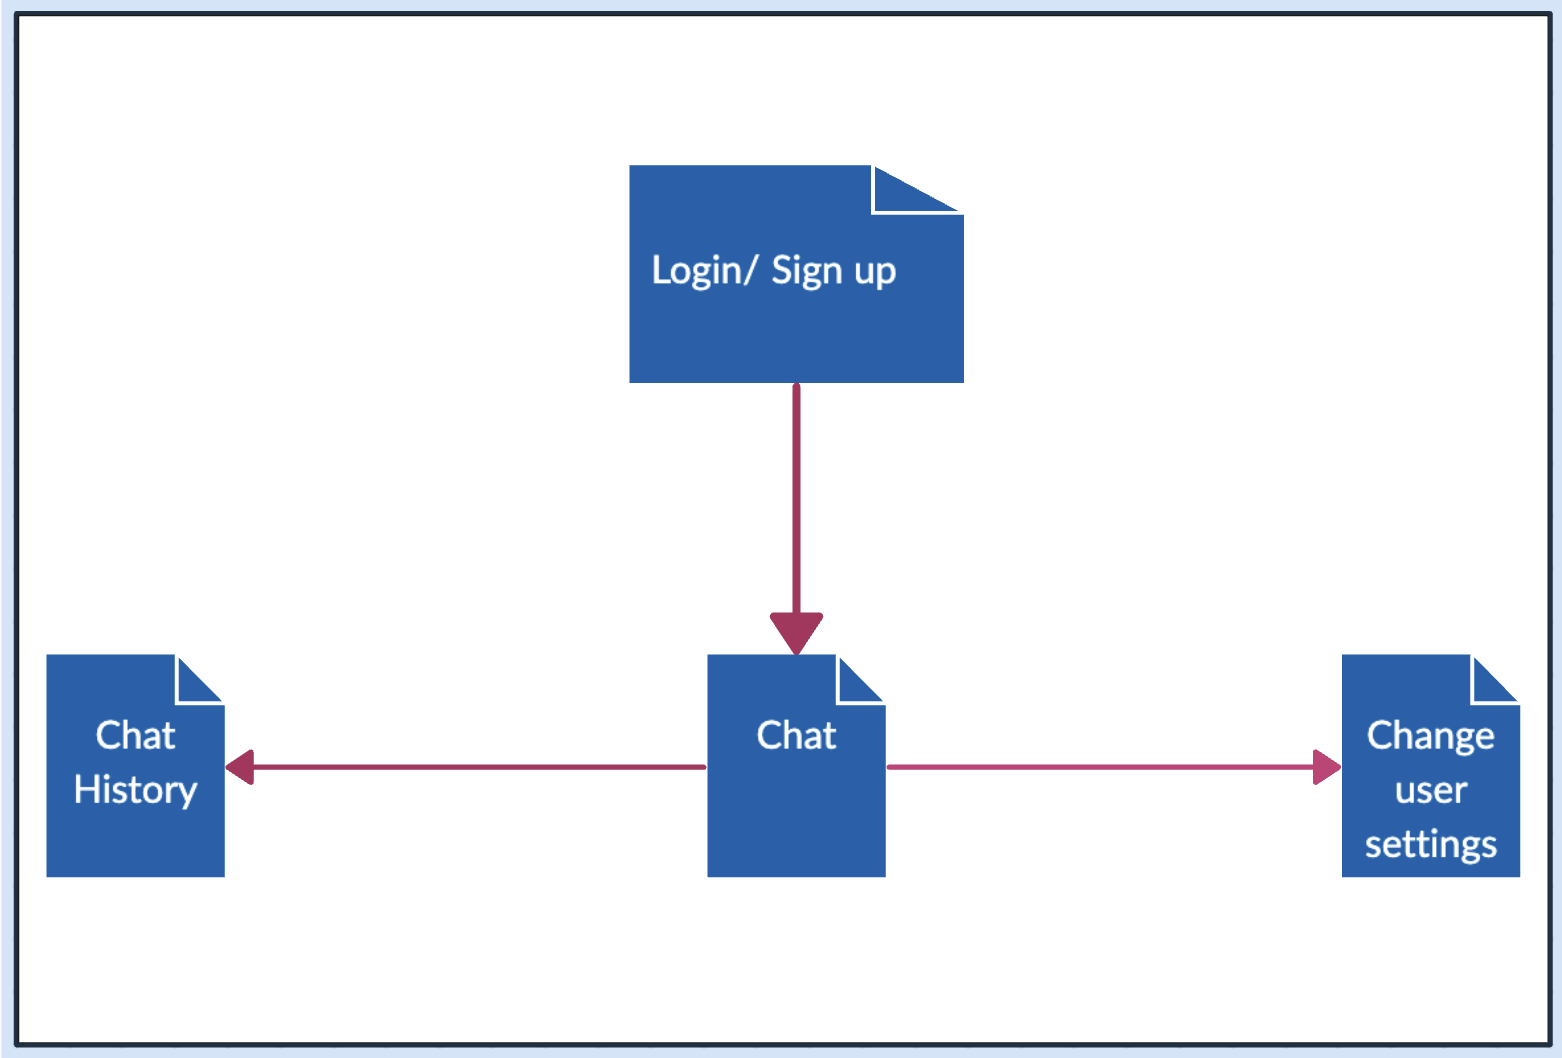 Login/ Sign up
Chat
History
Chat
Change
user
settings